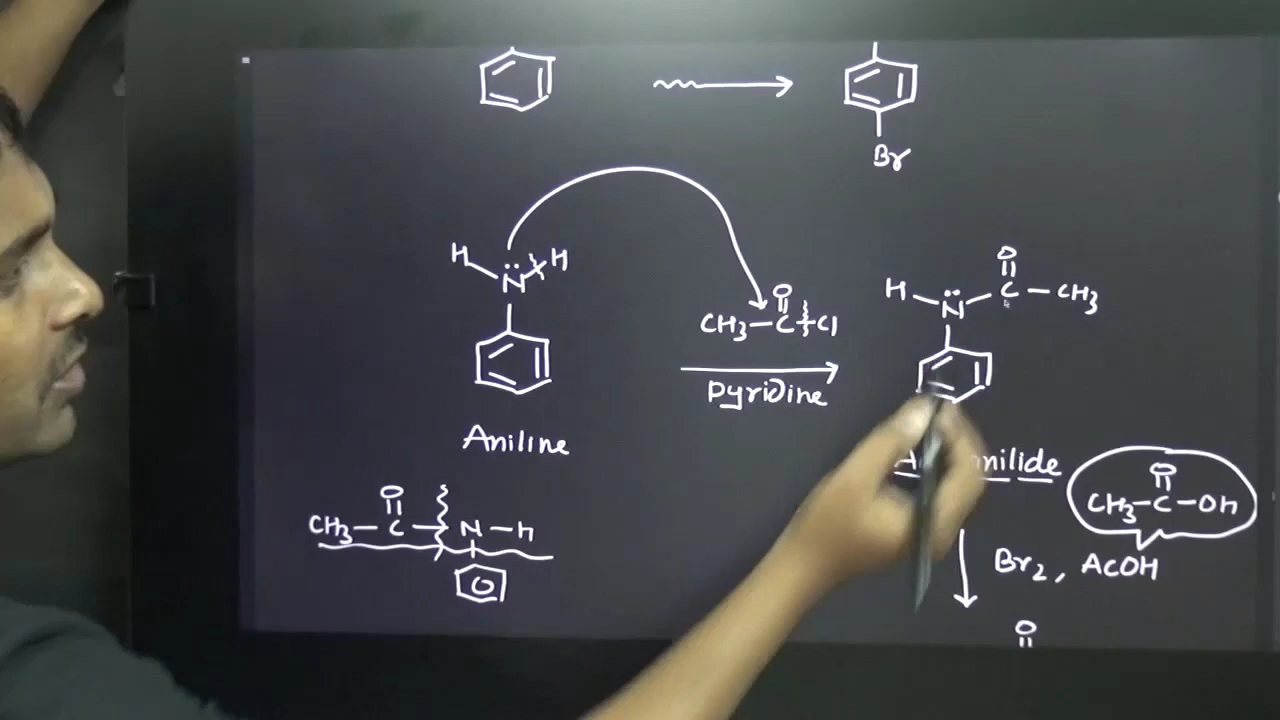 Br
H N H
O
CH3 - C - Cl
Pyridine
Aniline
O
H - N - C - CH3
O
CH3 - C - OH
Br2, AcOH
O
CH3 - C - N - H
O